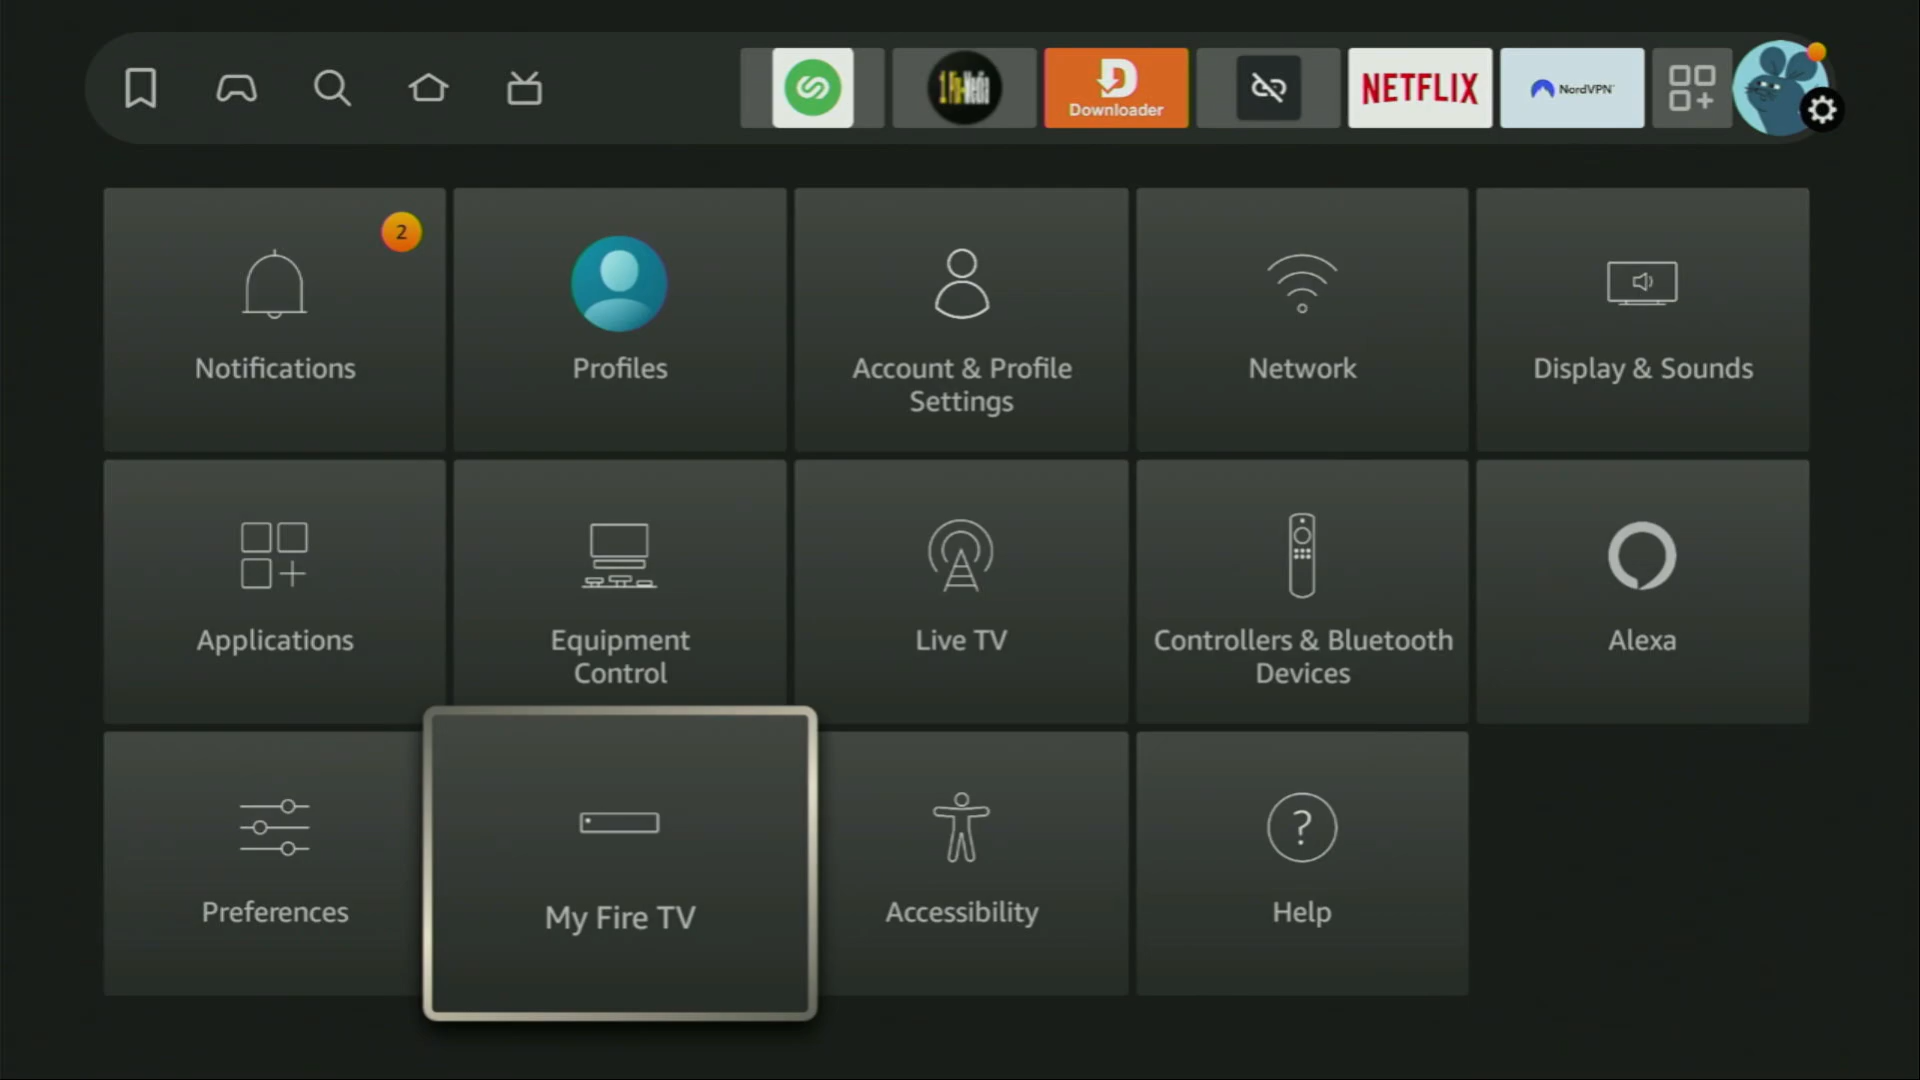 D
Downloader
NETFLIX
NordVPN
2
Notifications
Profiles
Account & Profile
Settings
Network
Display & Sounds
Applications
Equipment
Control
Live TV
Controllers & Bluetooth
Devices
Alexa
Preferences
My Fire TV
Accessibility
?
Help